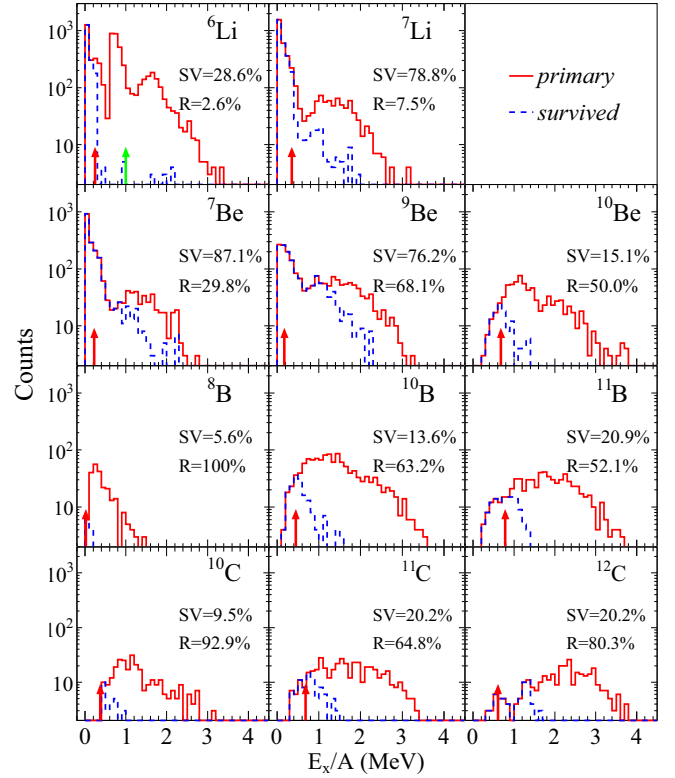 ⁶Li
SV=28.6%
R=2.6%
⁷Li
SV=78.8%
R=7.5%
primary
survived
10³
10²
10
⁷Be
SV=87.1%
R=29.8%
⁹Be
SV=76.2%
R=68.1%
¹⁰Be
SV=15.1%
R=50.0%
10³
10²
10
Counts
⁸B
SV=5.6%
R=100%
¹⁰B
SV=13.6%
R=63.2%
¹¹B
SV=20.9%
R=52.1%
10³
10²
10
¹⁰C
SV=9.5%
R=92.9%
¹¹C
SV=20.2%
R=64.8%
¹²C
SV=20.2%
R=80.3%
10³
10²
10
0 1 2 3 4 0 1 2 3 4 0 1 2 3 4
Eₓ/A (MeV)